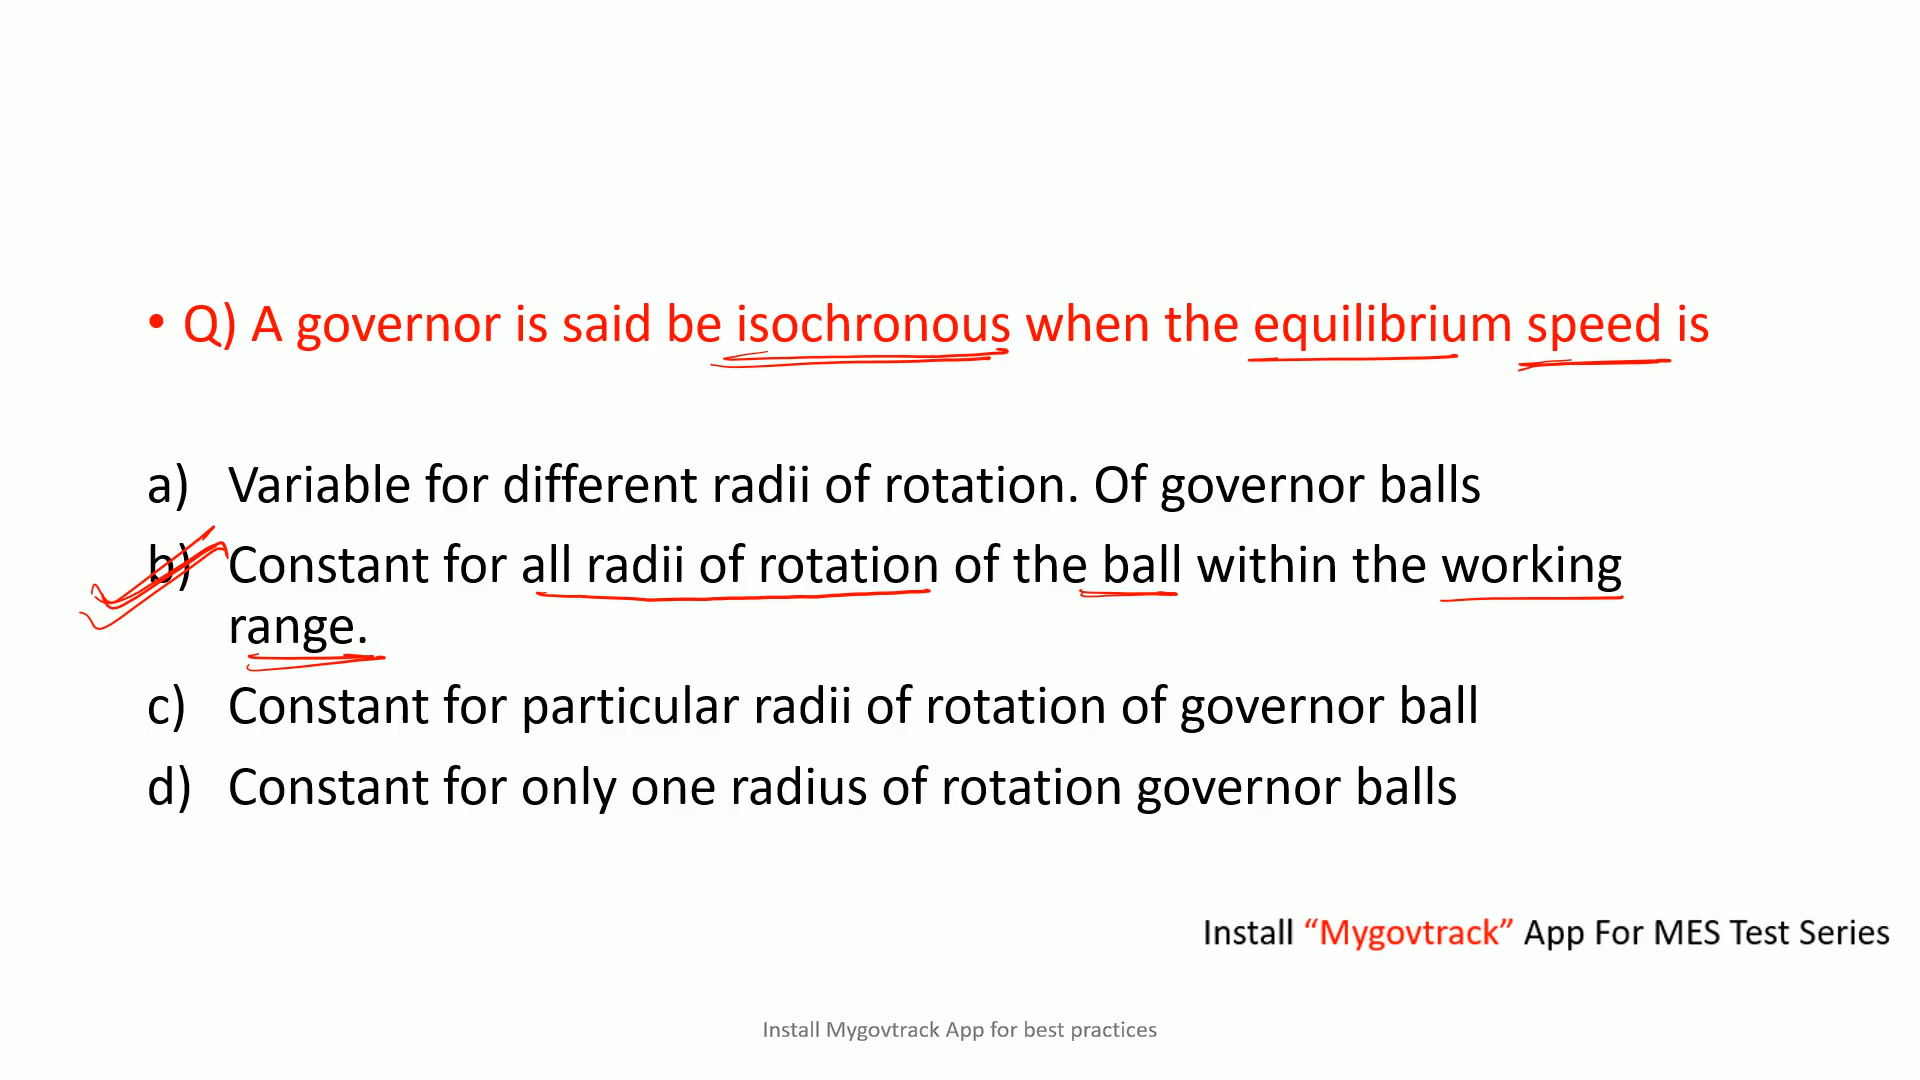 • Q) A governor is said be isochronous when the equilibrium speed is
a) Variable for different radii of rotation. Of governor balls
b) Constant for all radii of rotation of the ball within the working
range.
c) Constant for particular radii of rotation of governor ball
d) Constant for only one radius of rotation governor balls
Install “Mygovtrack” App For MES Test Series
Install Mygovtrack App for best practices